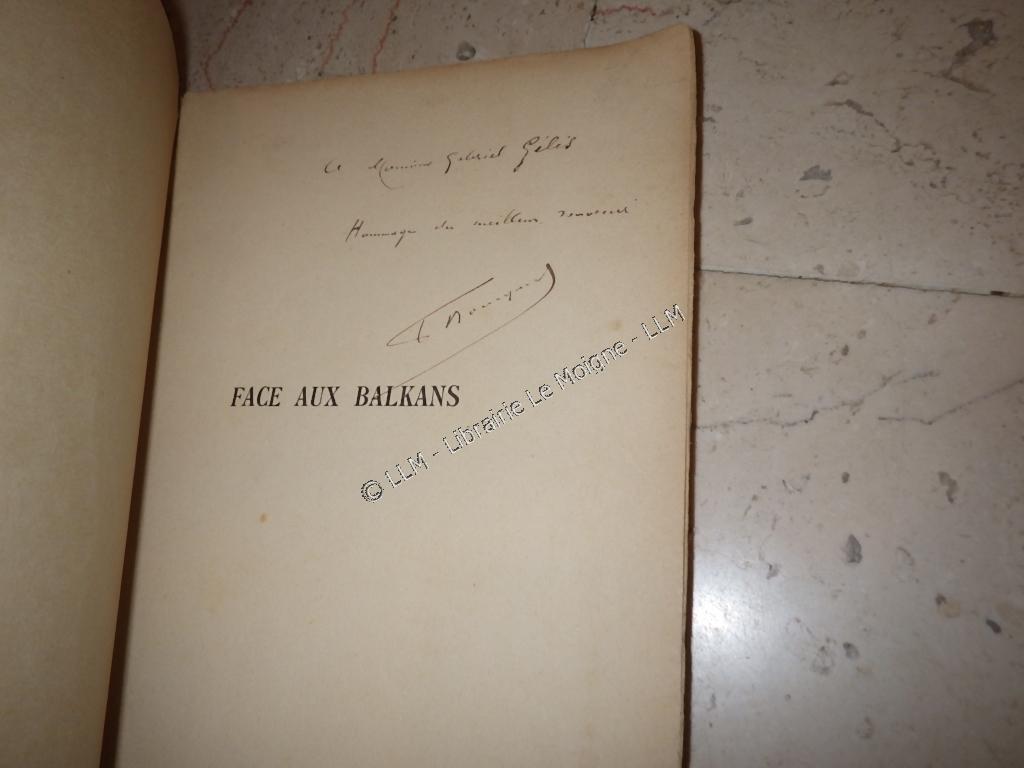 A Monsieur Gabriel Gélis
Hommage du meilleur souvenir
FACE AUX BALKANS
© LLM - Librairie Le Moigne - LLM